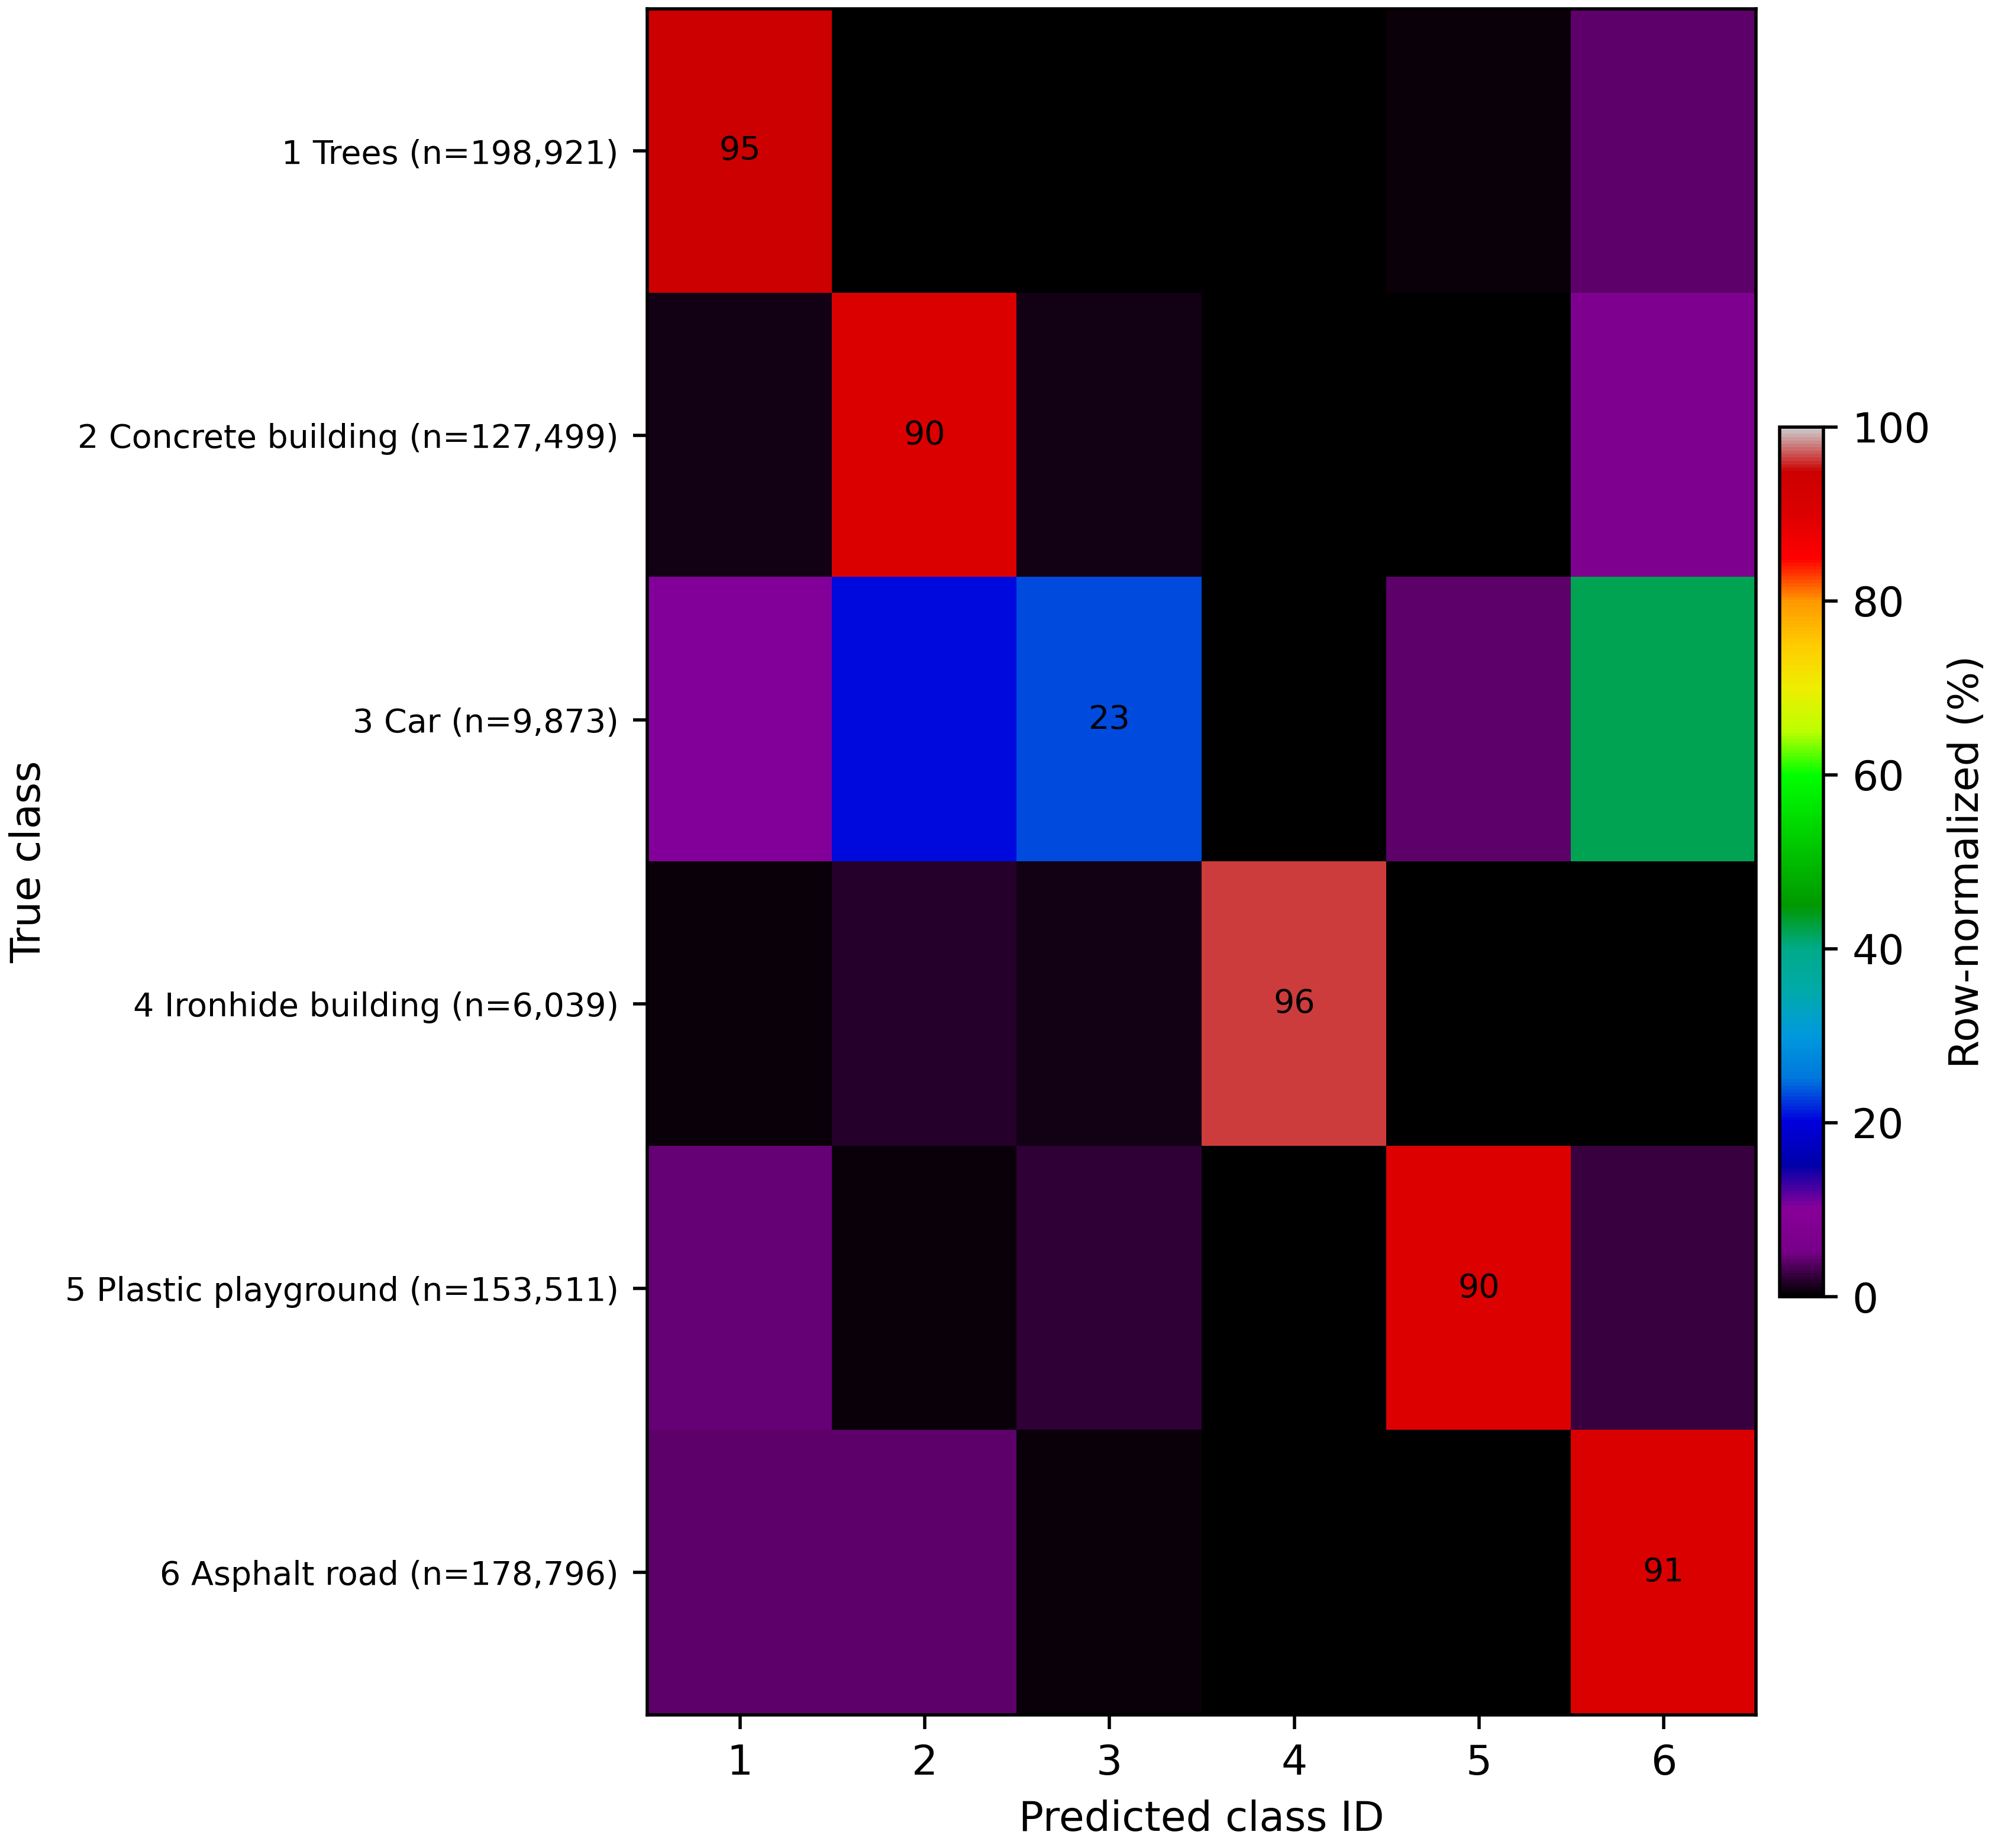 True class
1 Trees (n=198,921)
2 Concrete building (n=127,499)
3 Car (n=9,873)
4 Ironhide building (n=6,039)
5 Plastic playground (n=153,511)
6 Asphalt road (n=178,796)
95
90
23
96
90
91
1 2 3 4 5 6
Predicted class ID
100
80
60
40
20
0
Row-normalized (%)